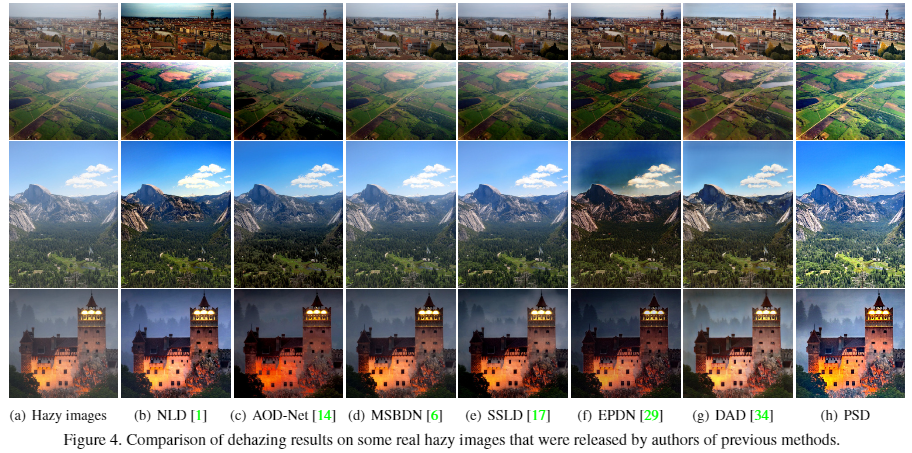 (a) Hazy images (b) NLD [1] (c) AOD-Net [14] (d) MSBDN [6] (e) SSLD [17] (f) EPDN [29] (g) DAD [34] (h) PSD
Figure 4. Comparison of dehazing results on some real hazy images that were released by authors of previous methods.